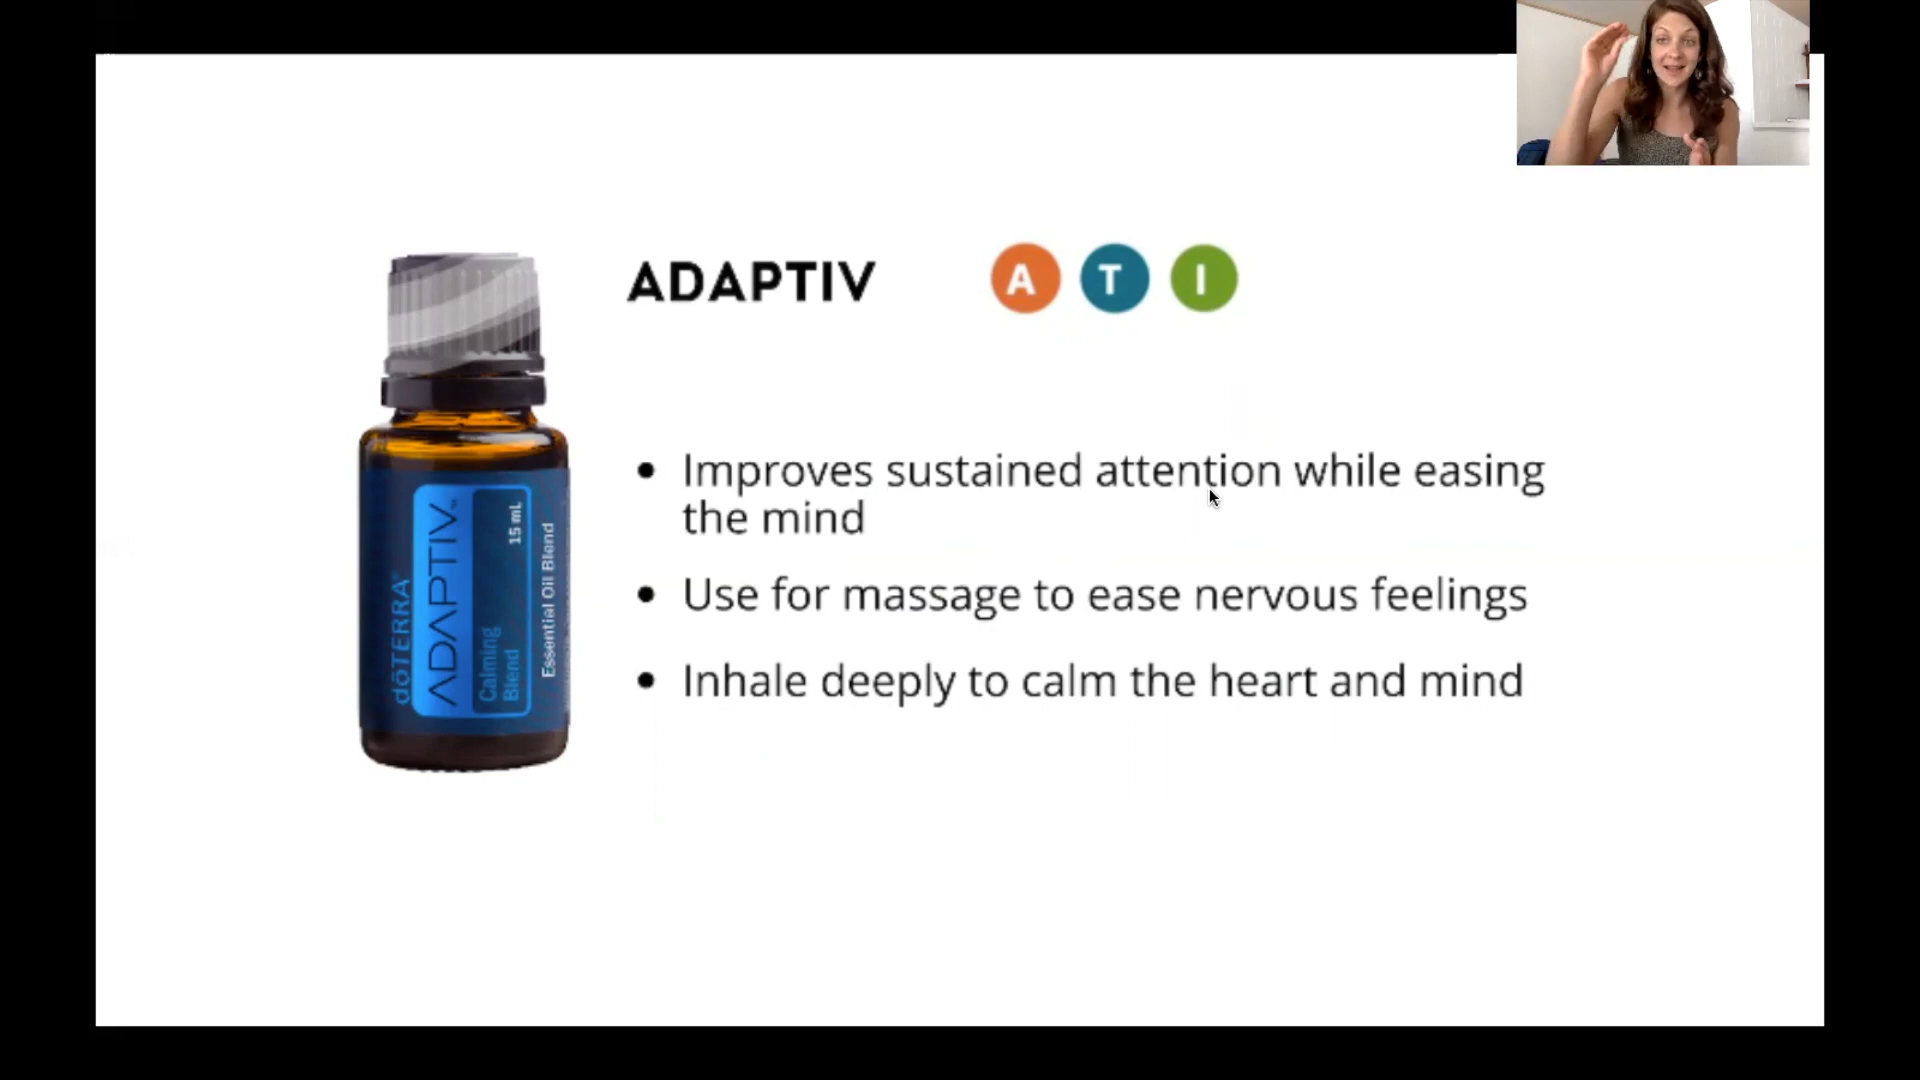 ADAPTIV A T I
• Improves sustained attention while easing
the mind
• Use for massage to ease nervous feelings
• Inhale deeply to calm the heart and mind
dōTERRA®
ADAPTIV™
Calming
Blend
15 mL
Essential Oil Blend